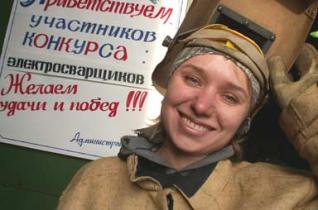 Приветствуем,
участников
КОНКУРСА:
электросварщиков
Желаем
удачи и побед!!!